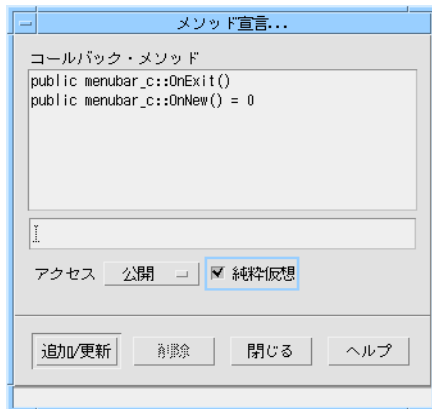 メソッド宣言...
コールバック・メソッド
public menubar_c::OnExit()
public menubar_c::OnNew() = 0
アクセス 公開 純粋仮想
追加/更新 削除 閉じる ヘルプ